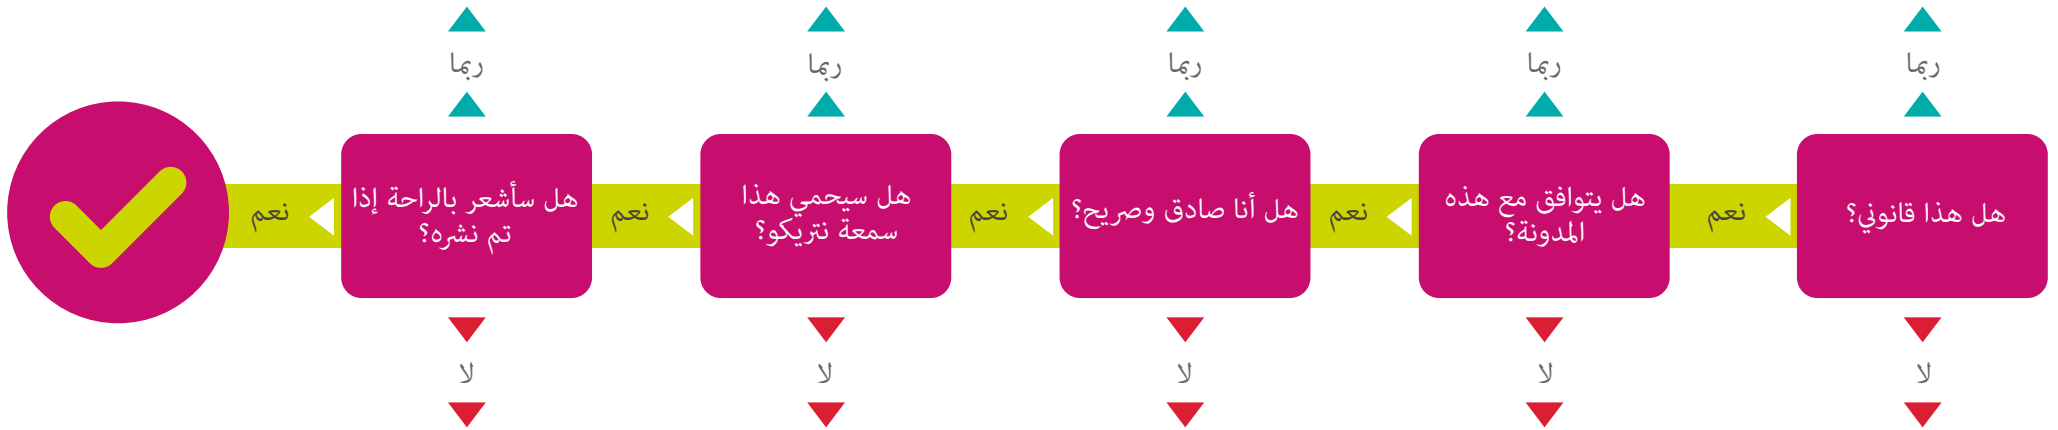 ربما
ربما
ربما
ربما
ربما
هل هذا قانوني؟
نعم
هل يتوافق مع هذه
المدونة؟
نعم
هل أنا صادق وصريح؟
نعم
هل سيحمي هذا
سمعة نتريكو؟
نعم
هل سأشعر بالراحة إذا
تم نشره؟
نعم
لا
لا
لا
لا
لا